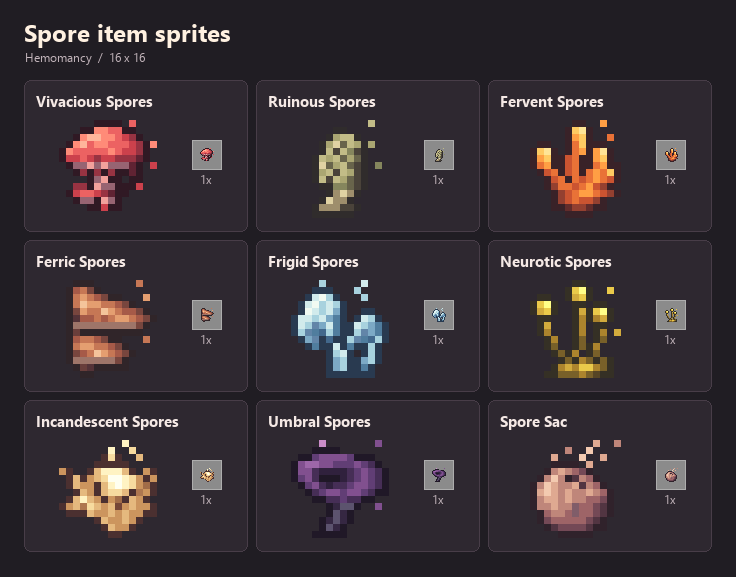 Spore item sprites
Hemomancy / 16 x 16
Vivacious Spores
1x
Ruinous Spores
1x
Fervent Spores
1x
Ferric Spores
1x
Frigid Spores
1x
Neurotic Spores
1x
Incandescent Spores
1x
Umbral Spores
1x
Spore Sac
1x